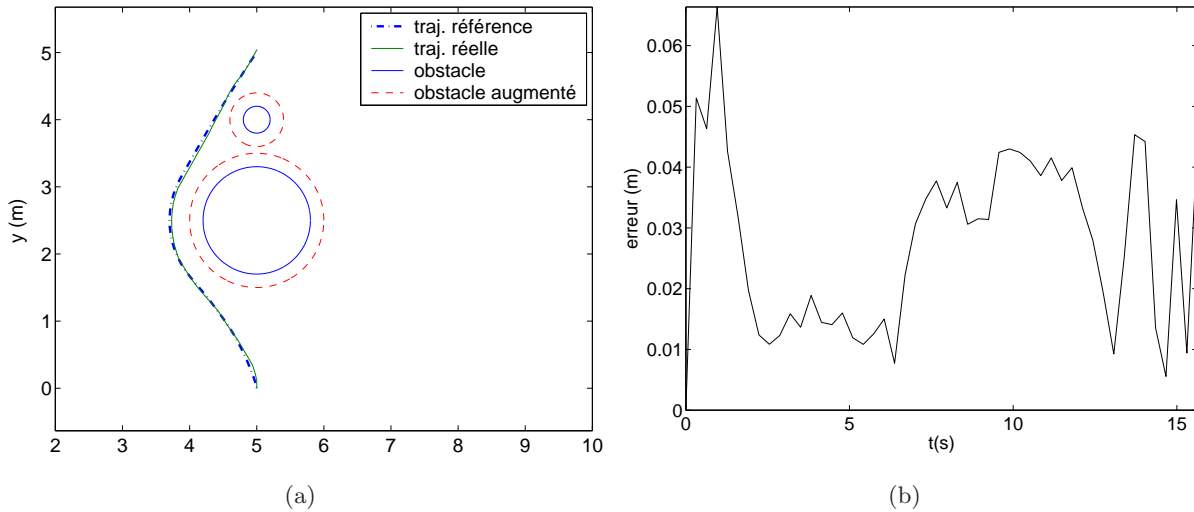 traj. référence
traj. réelle
obstacle
obstacle augmenté
5
4
3
2
1
0
y (m)
2 3 4 5 6 7 8 9 10
(a)
0.06
0.05
0.04
0.03
0.02
0.01
0
erreur (m)
0 5 10 15
t(s)
(b)